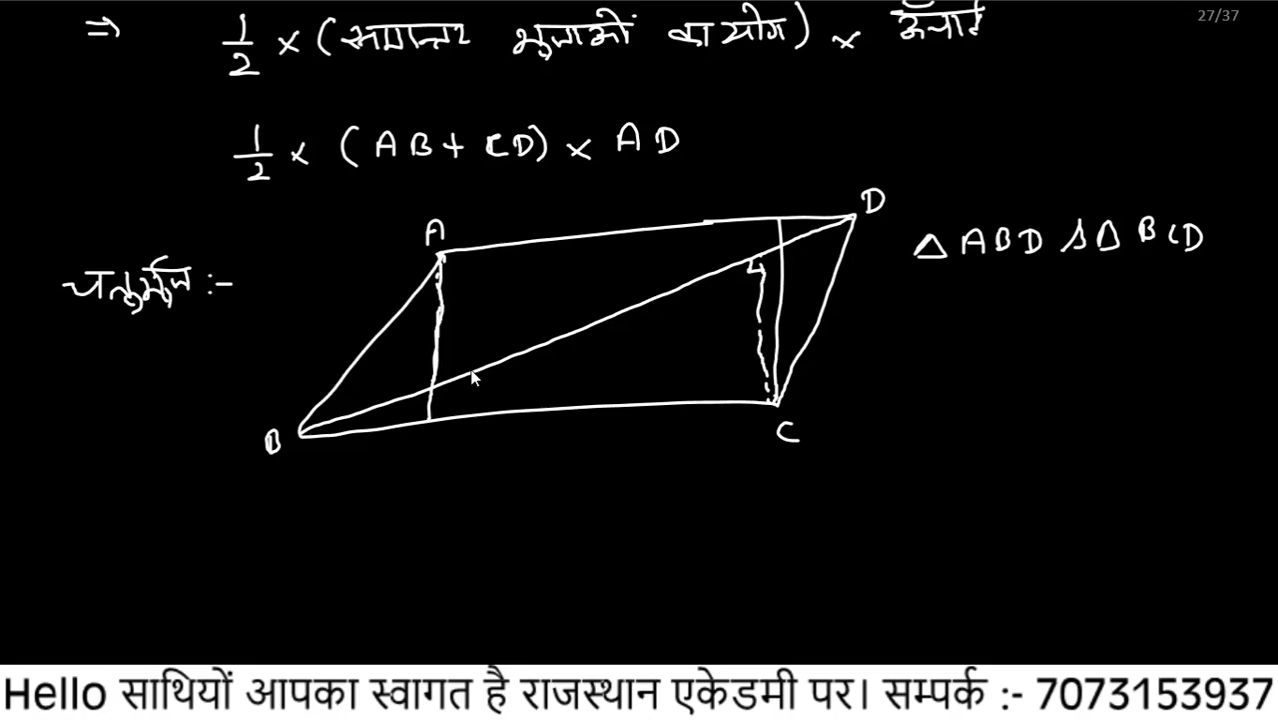 27/37
⇒ 1/2 × (समान्तर भुजाओं का योग) × ऊँचाई
1/2 × (AB + CD) × AD
A
D
Δ ABD Δ Δ BCD
चतुर्भुज :-
B
C
Hello साथियों आपका स्वागत है राजस्थान एकेडमी पर। सम्पर्क :- 7073153937